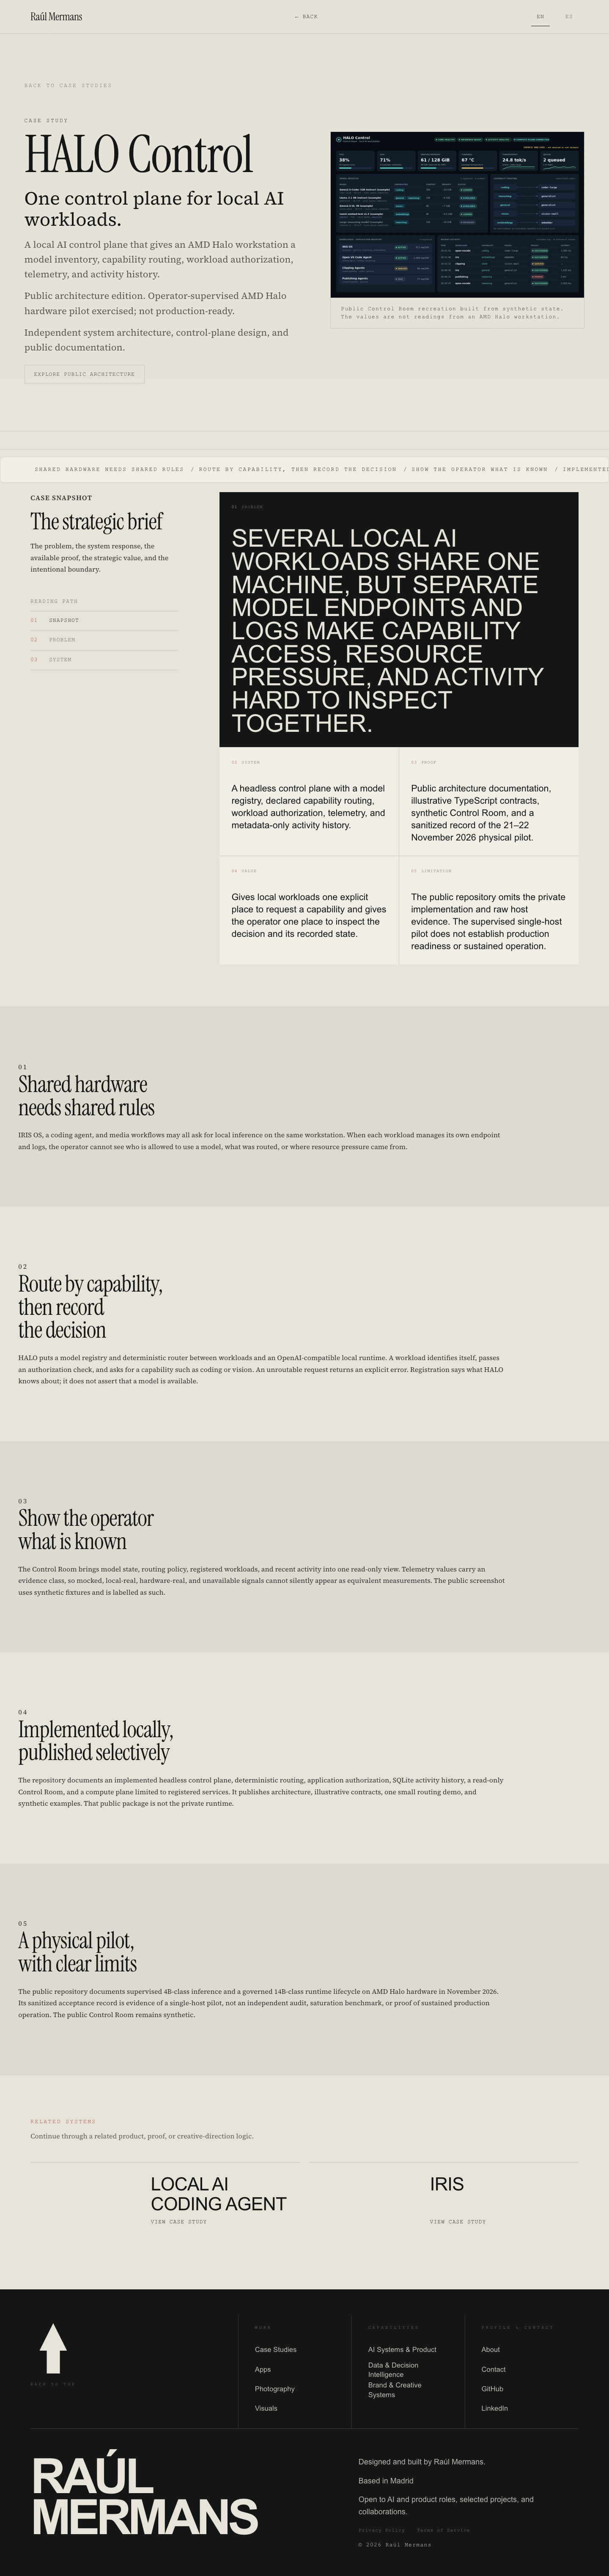 Raúl Mermans
← BACK
EN
ES
BACK TO CASE STUDIES
CASE STUDY
HALO Control
One control plane for local AI
workloads.
A local AI control plane that gives an AMD Halo workstation a
model inventory, capability routing, workload authorization,
telemetry, and activity history.
Public architecture edition. Operator-supervised AMD Halo
hardware pilot exercised; not production-ready.
Independent system architecture, control-plane design, and
public documentation.
EXPLORE PUBLIC ARCHITECTURE
HALO Control
38%
71%
61 / 128 GB
67 °C
24.8 tok/s
2 queued
Public Control Room recreation built from synthetic state.
The values are not readings from an AMD Halo workstation.
SHARED HARDWARE NEEDS SHARED RULES / ROUTE BY CAPABILITY, THEN RECORD THE DECISION / SHOW THE OPERATOR WHAT IS KNOWN / IMPLEMENTED
CASE SNAPSHOT
The strategic brief
The problem, the system response, the
available proof, the strategic value, and the
intentional boundary.
READING PATH
01 SNAPSHOT
02 PROBLEM
03 SYSTEM
PROBLEM
SEVERAL LOCAL AI
WORKLOADS SHARE ONE
MACHINE, BUT SEPARATE
MODEL ENDPOINTS AND
LOGS MAKE CAPABILITY
ACCESS, RESOURCE
PRESSURE, AND ACTIVITY
HARD TO INSPECT
TOGETHER.
SYSTEM
A headless control plane with a model
registry, declared capability routing,
workload authorization, telemetry, and
metadata-only activity history.
03 PROOF
Public architecture documentation,
illustrative TypeScript contracts,
synthetic Control Room, and a
sanitized record of the 21–22
November 2026 physical pilot.
04 VALUE
Gives local workloads one explicit
place to request a capability and gives
the operator one place to inspect the
decision and its recorded state.
05 LIMITATION
The public repository omits the private
implementation and raw host
evidence. The supervised single-host
pilot does not establish production
readiness or sustained operation.
01
Shared hardware
needs shared rules
IRIS OS, a coding agent, and media workflows may all ask for local inference on the same workstation. When each workload manages its own endpoint
and logs, the operator cannot see who is allowed to use a model, what was routed, or where resource pressure came from.
02
Route by capability,
then record
the decision
HALO puts a model registry and deterministic router between workloads and an OpenAI-compatible local runtime. A workload identifies itself, passes
an authorization check, and asks for a capability such as coding or vision. An unroutable request returns an explicit error. Registration says what HALO
knows about; it does not assert that a model is available.
03
Show the operator
what is known
The Control Room brings model state, routing policy, registered workloads, and recent activity into one read-only view. Telemetry values carry an
evidence class, so mocked, local-real, hardware-real, and unavailable signals cannot silently appear as equivalent measurements. The public screenshot
uses synthetic fixtures and is labelled as such.
04
Implemented locally,
published selectively
The repository documents an implemented headless control plane, deterministic routing, application authorization, SQLite activity history, a read-only
Control Room, and a compute plane limited to registered services. It publishes architecture, illustrative contracts, one small routing demo, and
synthetic examples. That public package is not the private runtime.
05
A physical pilot,
with clear limits
The public repository documents supervised 4B-class inference and a governed 14B-class runtime lifecycle on AMD Halo hardware in November 2026.
Its sanitized acceptance record is evidence of a single-host pilot, not an independent audit, saturation benchmark, or proof of sustained production
operation. The public Control Room remains synthetic.
RELATED SYSTEMS
Continue through a related product, proof, or creative-direction logic.
LOCAL AI
CODING AGENT
VIEW CASE STUDY
IRIS
VIEW CASE STUDY
BACK TO TOP
WORK
Case Studies
Apps
Photography
Visuals
CAPABILITIES
AI Systems & Product
Data & Decision
Intelligence
Brand & Creative
Systems
PROFILE & CONTACT
About
Contact
GitHub
LinkedIn
RAÚL
MERMANS
Designed and built by Raúl Mermans.
Based in Madrid
Open to AI and product roles, selected projects, and
collaborations.
Privacy Policy
Terms of Service
© 2026 Raúl Mermans